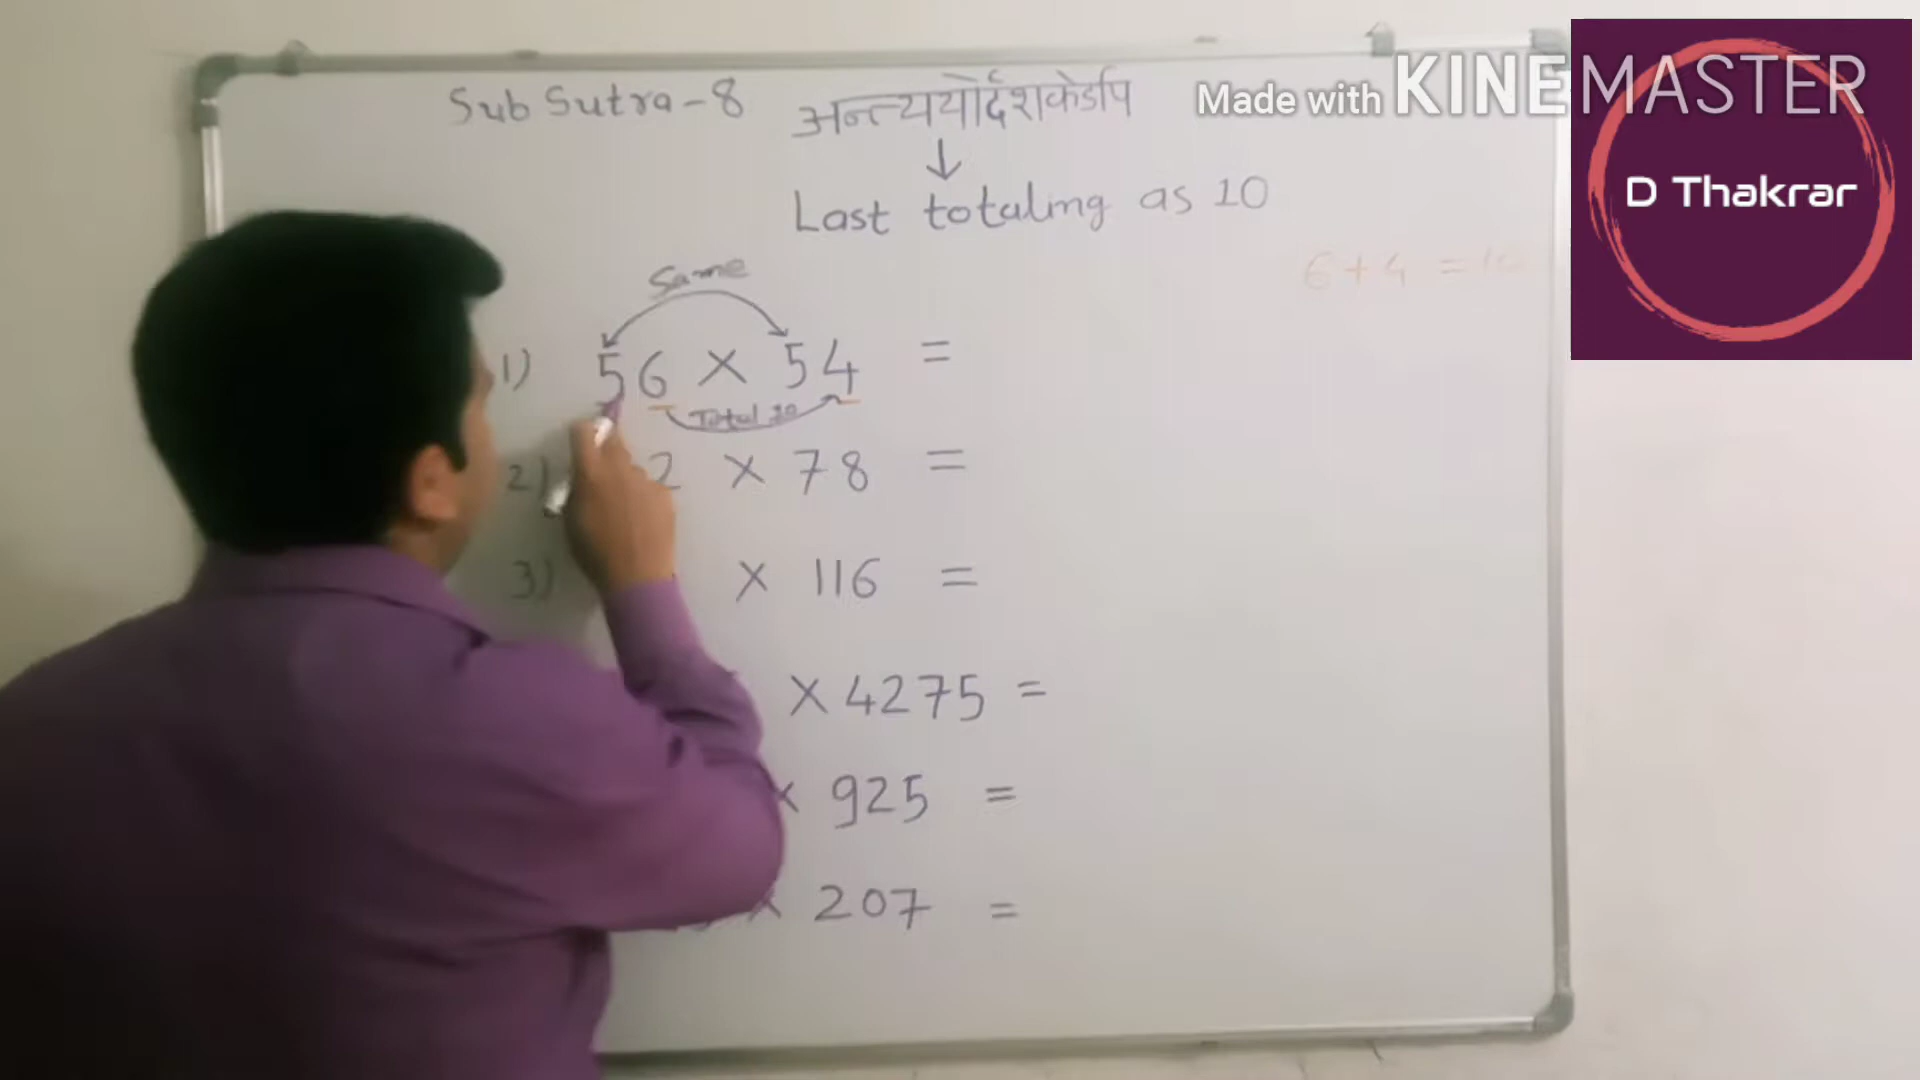 Made with KINEMASTER
D Thakrar
Sub Sutra-8 अन्त्ययोर्दशकेऽपि
↓
Last totaling as 10
6+4 = 10
Same
1) 56 × 54 =
Total 10
2) 2 × 78 =
3) × 116 =
× 4275 =
× 925 =
× 207 =